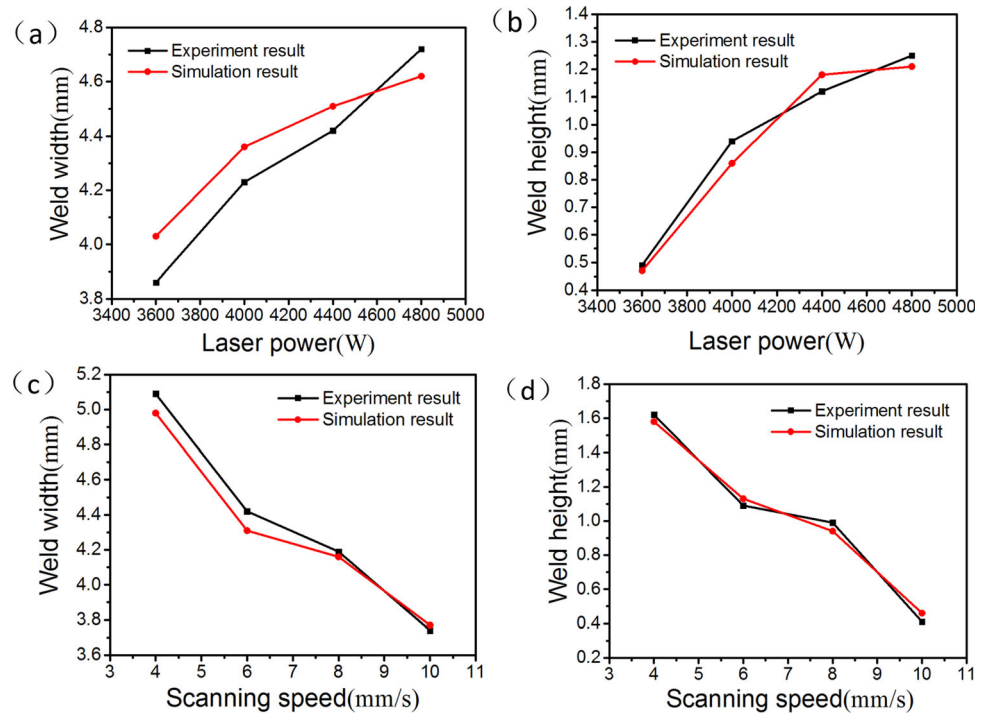 （a）
Experiment result
Simulation result
Weld width(mm)
4.8
4.6
4.4
4.2
4.0
3.8
3400 3600 3800 4000 4200 4400 4600 4800 5000
Laser power(W)
（b）
Experiment result
Simulation result
Weld height(mm)
1.4
1.3
1.2
1.1
1.0
0.9
0.8
0.7
0.6
0.5
0.4
3400 3600 3800 4000 4200 4400 4600 4800 5000
Laser power(W)
（c）
Experiment result
Simulation result
Weld width(mm)
5.2
5.0
4.8
4.6
4.4
4.2
4.0
3.8
3.6
3 4 5 6 7 8 9 10 11
Scanning speed(mm/s)
（d）
Experiment result
Simulation result
Weld height(mm)
1.8
1.6
1.4
1.2
1.0
0.8
0.6
0.4
0.2
3 4 5 6 7 8 9 10 11
Scanning speed(mm/s)